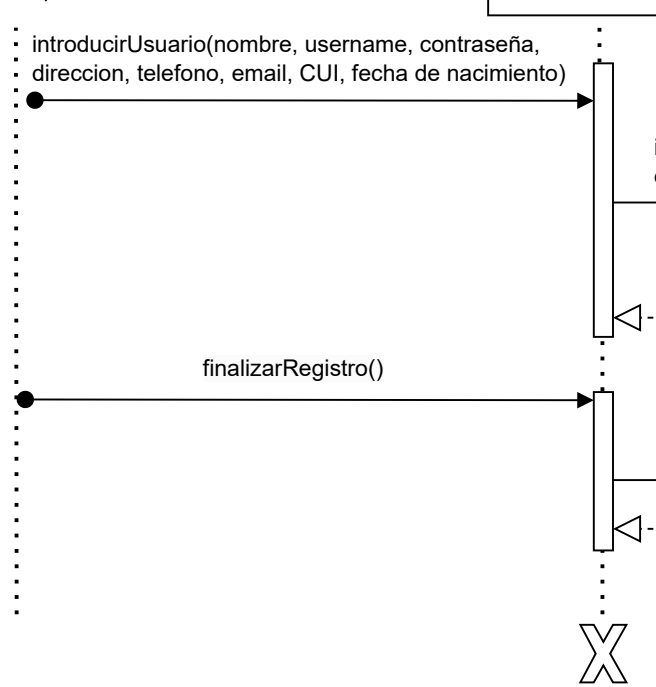 introducirUsuario(nombre, username, contraseña,
direccion, telefono, email, CUI, fecha de nacimiento)
finalizarRegistro()
X